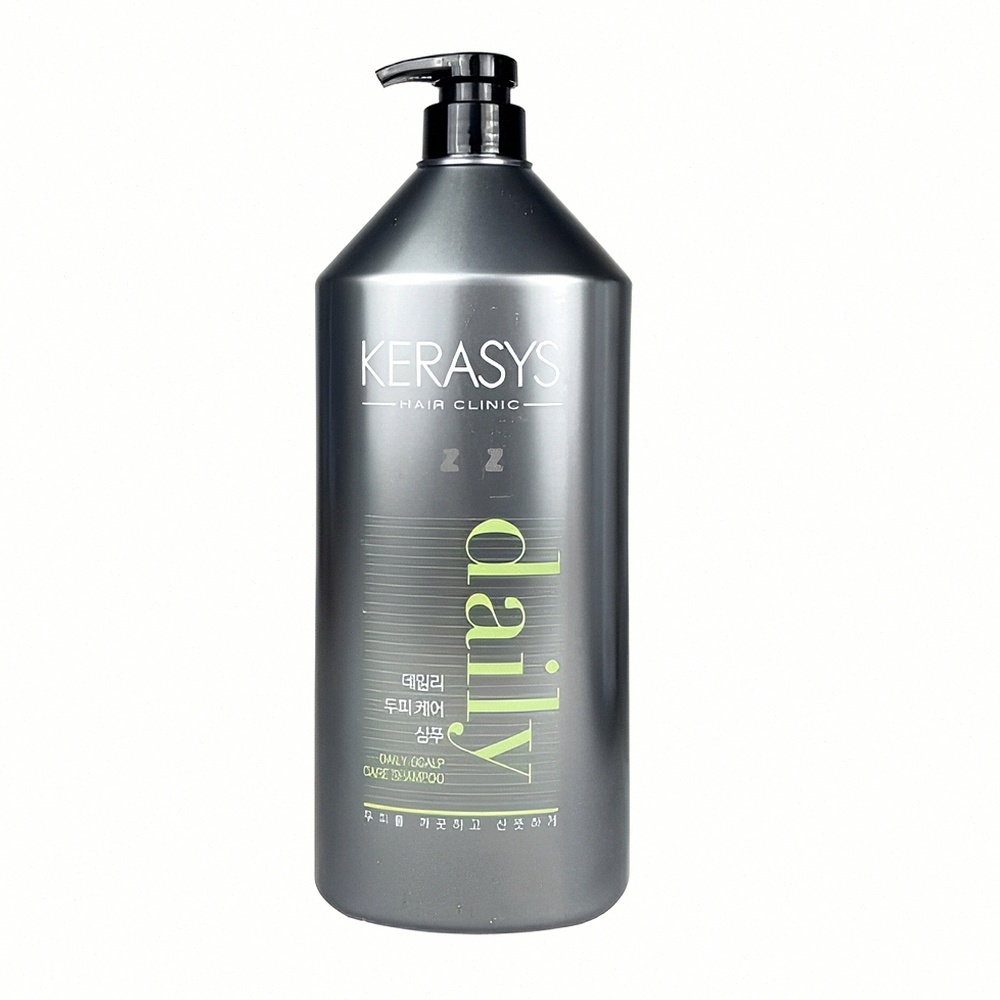 KERASYS
HAIR CLINIC
Z Z
daily
데일리
두피 케어
샴푸
DAILY SCALP
CARE SHAMPOO